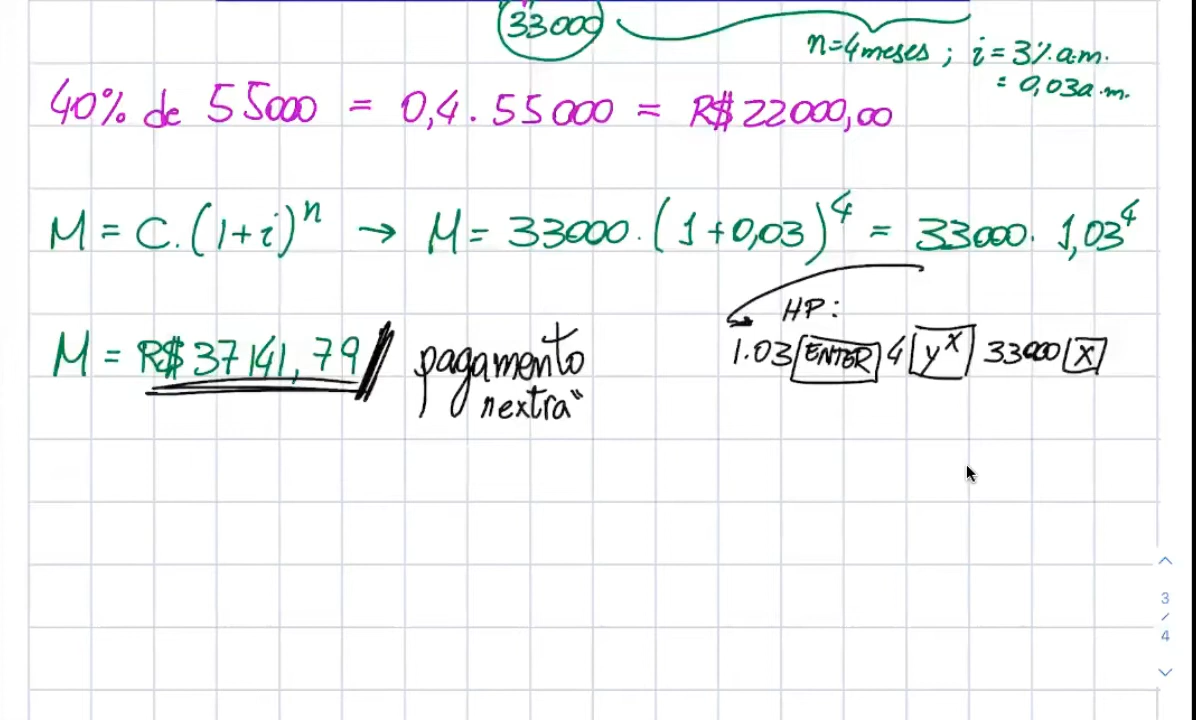 33000
n=4meses ; i = 3% a.m.
= 0,03a.m.
40% de 55000 = 0,4 . 55000 = R$ 22000,00
M = C.(1+i)^n → M = 33000.(1+0,03)^4 = 33000. 1,03^4
HP:
M = R$ 37141,79 // pagamento "extra"
1.03 ENTER 4 y^x 33000 x
3
/
4